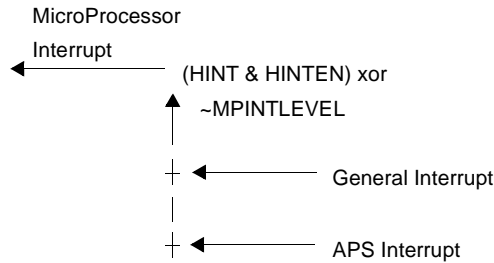 MicroProcessor
Interrupt
(HINT & HINTEN) xor
~MPINTLEVEL
General Interrupt
APS Interrupt